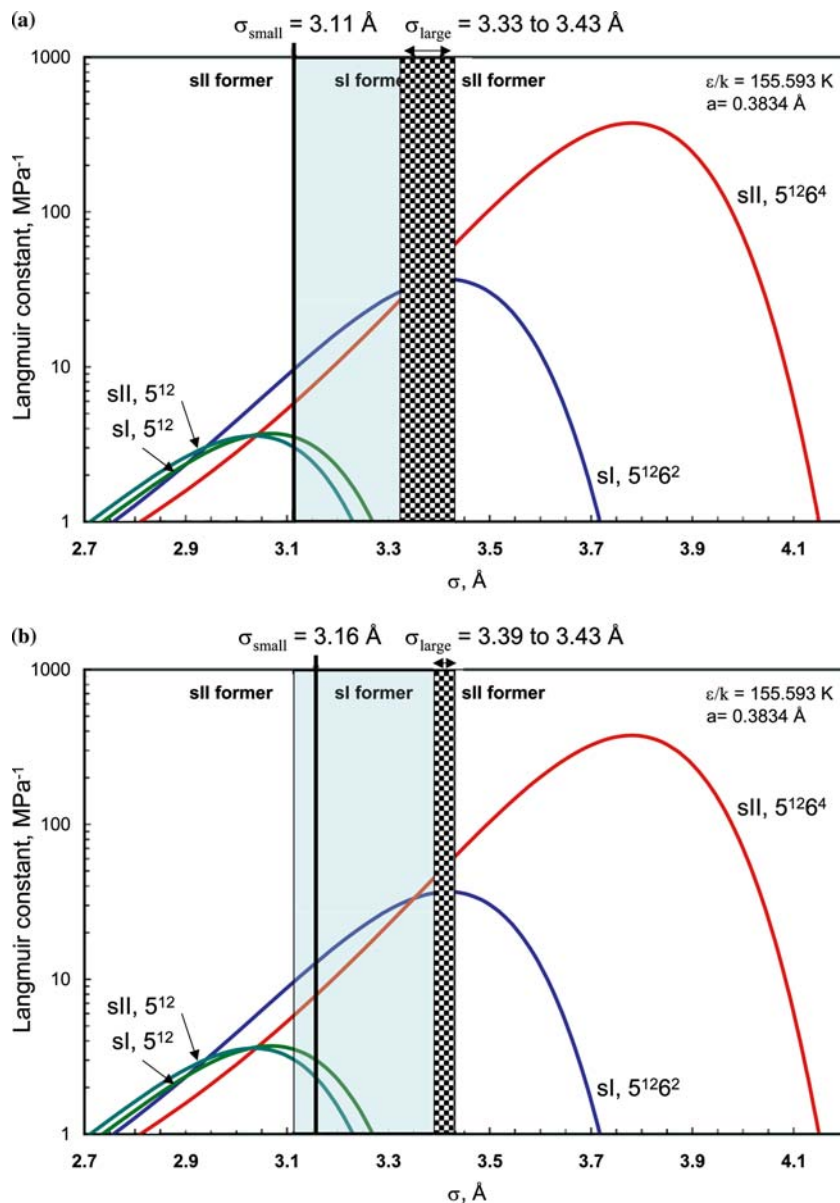 (a)
σsmall = 3.11 Å σlarge = 3.33 to 3.43 Å
1000
100
10
1
Langmuir constant, MPa⁻¹
sII former
sI forme
sII former
ε/k = 155.593 K
a= 0.3834 Å
sII, 5¹²6⁴
sII, 5¹²
sI, 5¹²
sI, 5¹²6²
2.7 2.9 3.1 3.3 3.5 3.7 3.9 4.1
σ, Å
(b)
σsmall = 3.16 Å σlarge = 3.39 to 3.43 Å
1000
100
10
1
Langmuir constant, MPa⁻¹
sII former
sI former
sII former
ε/k = 155.593 K
a= 0.3834 Å
sII, 5¹²6⁴
sII, 5¹²
sI, 5¹²
sI, 5¹²6²
2.7 2.9 3.1 3.3 3.5 3.7 3.9 4.1
σ, Å